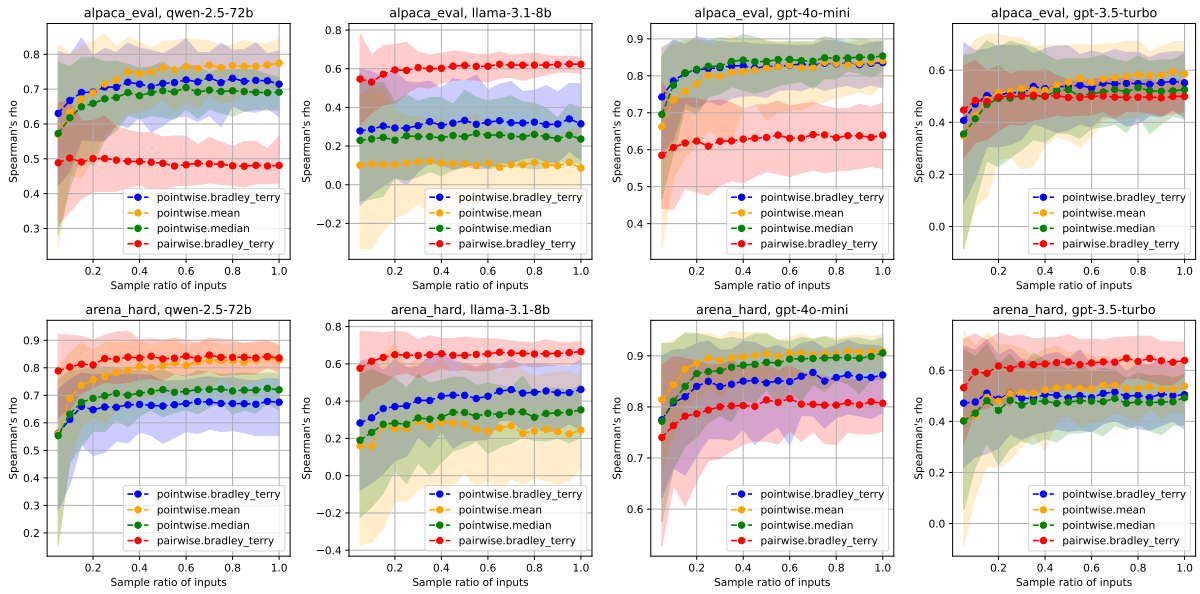 alpaca_eval, qwen-2.5-72b
Spearman's rho
0.8
0.7
0.6
0.5
0.4
0.3
pointwise.bradley_terry
pointwise.mean
pointwise.median
pairwise.bradley_terry
0.2 0.4 0.6 0.8 1.0
Sample ratio of inputs
alpaca_eval, llama-3.1-8b
Spearman's rho
0.8
0.6
0.4
0.2
0.0
−0.2
pointwise.bradley_terry
pointwise.mean
pointwise.median
pairwise.bradley_terry
0.2 0.4 0.6 0.8 1.0
Sample ratio of inputs
alpaca_eval, gpt-4o-mini
Spearman's rho
0.9
0.8
0.7
0.6
0.5
0.4
pointwise.bradley_terry
pointwise.mean
pointwise.median
pairwise.bradley_terry
0.2 0.4 0.6 0.8 1.0
Sample ratio of inputs
alpaca_eval, gpt-3.5-turbo
Spearman's rho
0.6
0.4
0.2
0.0
pointwise.bradley_terry
pointwise.mean
pointwise.median
pairwise.bradley_terry
0.2 0.4 0.6 0.8 1.0
Sample ratio of inputs
arena_hard, qwen-2.5-72b
Spearman's rho
0.9
0.8
0.7
0.6
0.5
0.4
0.3
0.2
pointwise.bradley_terry
pointwise.mean
pointwise.median
pairwise.bradley_terry
0.2 0.4 0.6 0.8 1.0
Sample ratio of inputs
arena_hard, llama-3.1-8b
Spearman's rho
0.8
0.6
0.4
0.2
0.0
−0.2
−0.4
pointwise.bradley_terry
pointwise.mean
pointwise.median
pairwise.bradley_terry
0.2 0.4 0.6 0.8 1.0
Sample ratio of inputs
arena_hard, gpt-4o-mini
Spearman's rho
0.9
0.8
0.7
0.6
pointwise.bradley_terry
pointwise.mean
pointwise.median
pairwise.bradley_terry
0.2 0.4 0.6 0.8 1.0
Sample ratio of inputs
arena_hard, gpt-3.5-turbo
Spearman's rho
0.6
0.4
0.2
0.0
pointwise.bradley_terry
pointwise.mean
pointwise.median
pairwise.bradley_terry
0.2 0.4 0.6 0.8 1.0
Sample ratio of inputs